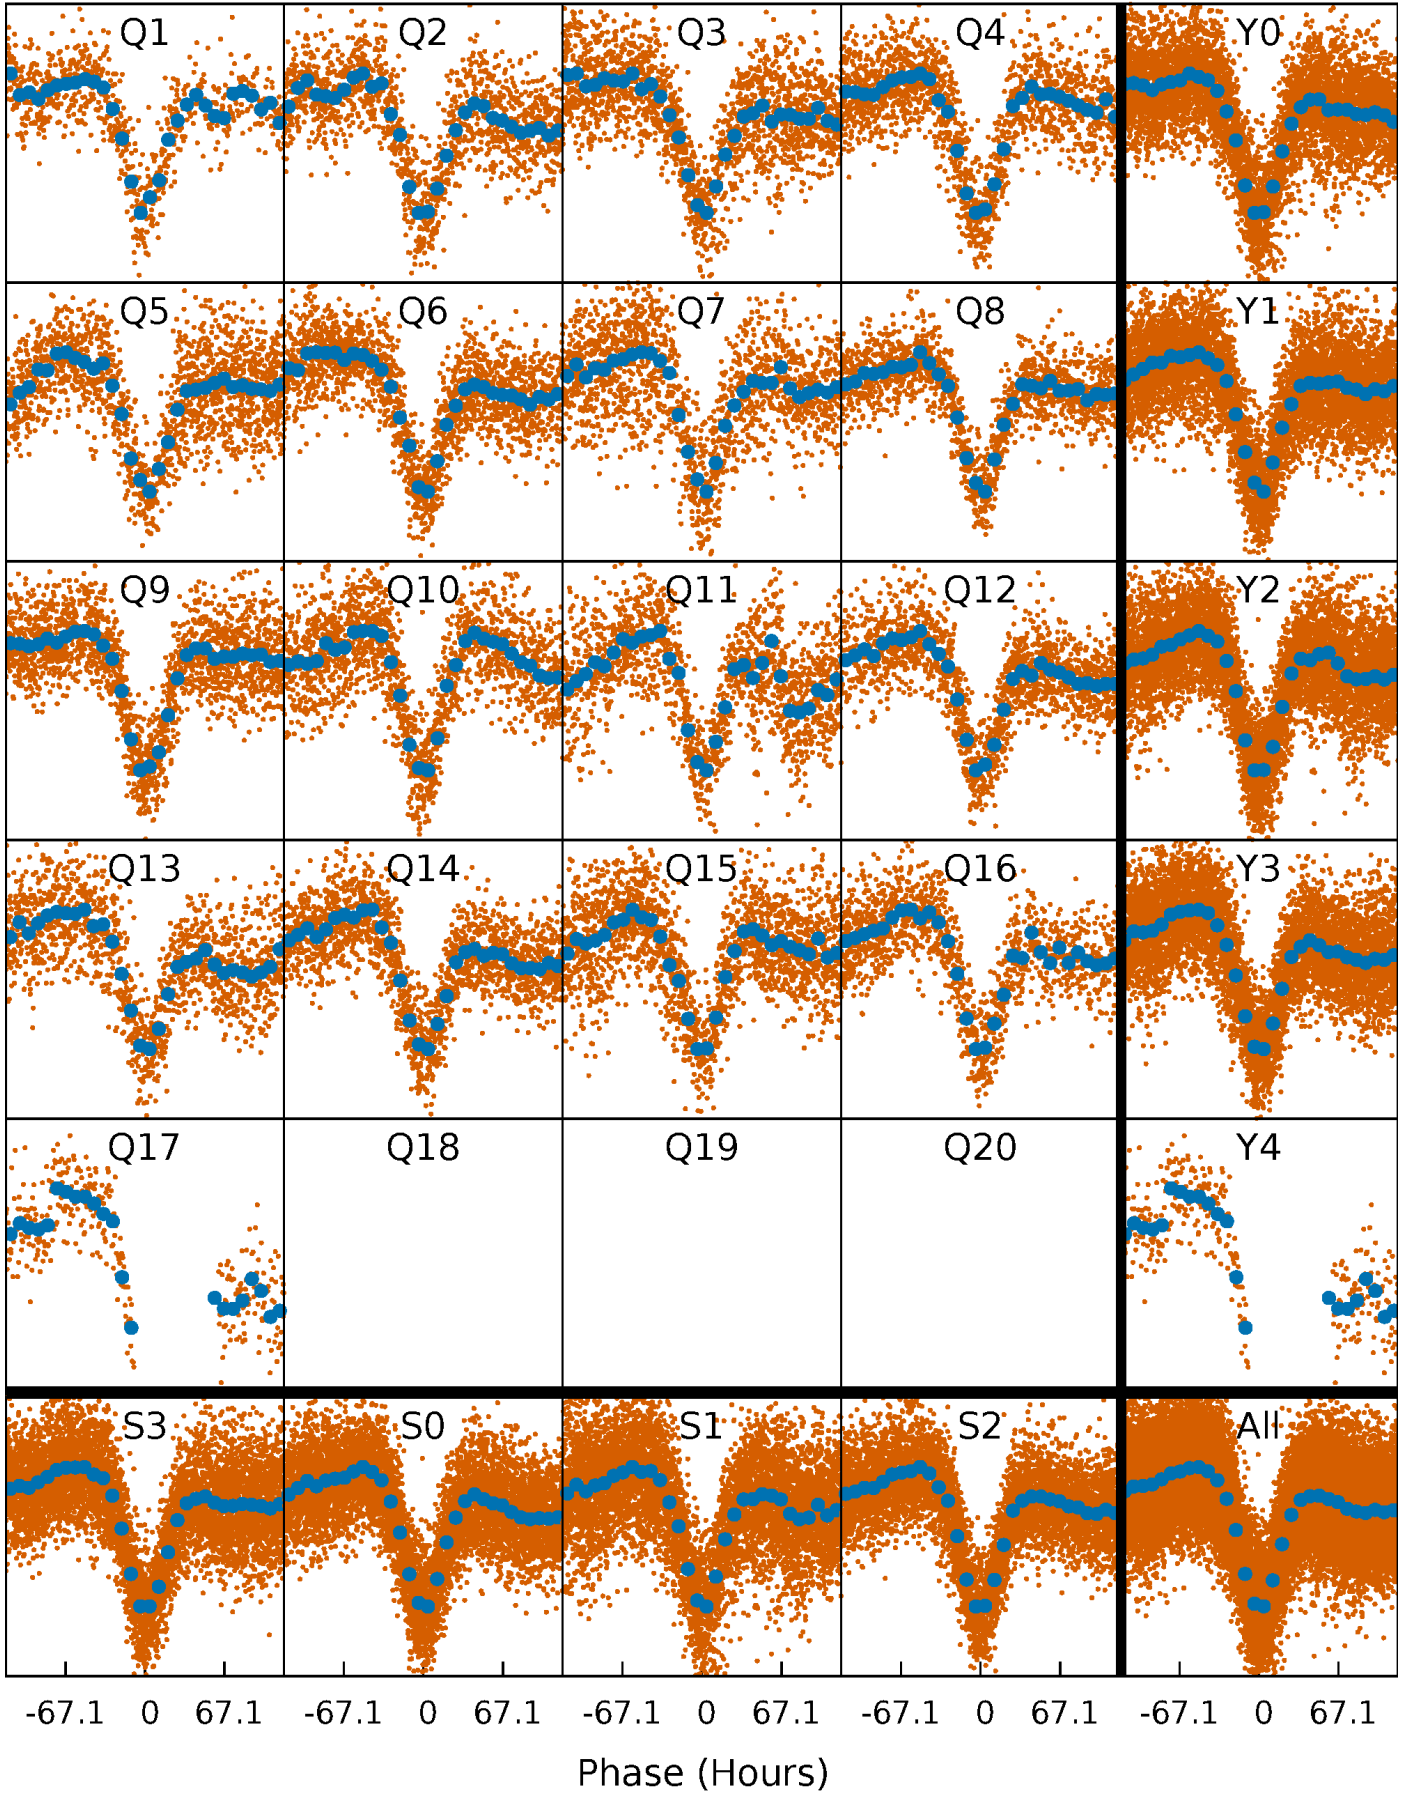 Q1 Q2 Q3 Q4 Y0
Q5 Q6 Q7 Q8 Y1
Q9 Q10 Q11 Q12 Y2
Q13 Q14 Q15 Q16 Y3
Q17 Q18 Q19 Q20 Y4
S3 S0 S1 S2 All
-67.1 0 67.1 -67.1 0 67.1 -67.1 0 67.1 -67.1 0 67.1 -67.1 0 67.1
Phase (Hours)